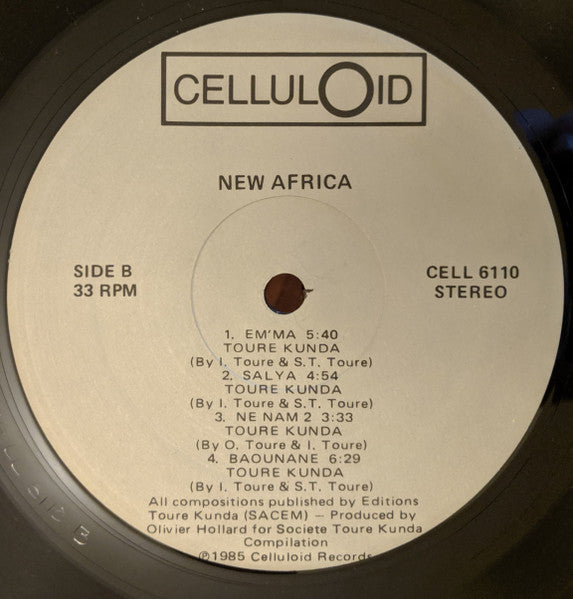 CELLULOID
NEW AFRICA
SIDE B
33 RPM
CELL 6110
STEREO
1. EM'MA 5:40
TOURE KUNDA
(By I. Toure & S.T. Toure)
2. SALYA 4:54
TOURE KUNDA
(By I. Toure & S.T. Toure)
3. NE NAM 2 3:33
TOURE KUNDA
(By O. Toure & I. Toure)
4. BAOUNANE 6:29
TOURE KUNDA
(By I. Toure & S.T. Toure)
All compositions published by Editions
Toure Kunda (SACEM) — Produced by
Olivier Hollard for Societe Toure Kunda
Compilation
℗1985 Celluloid Records